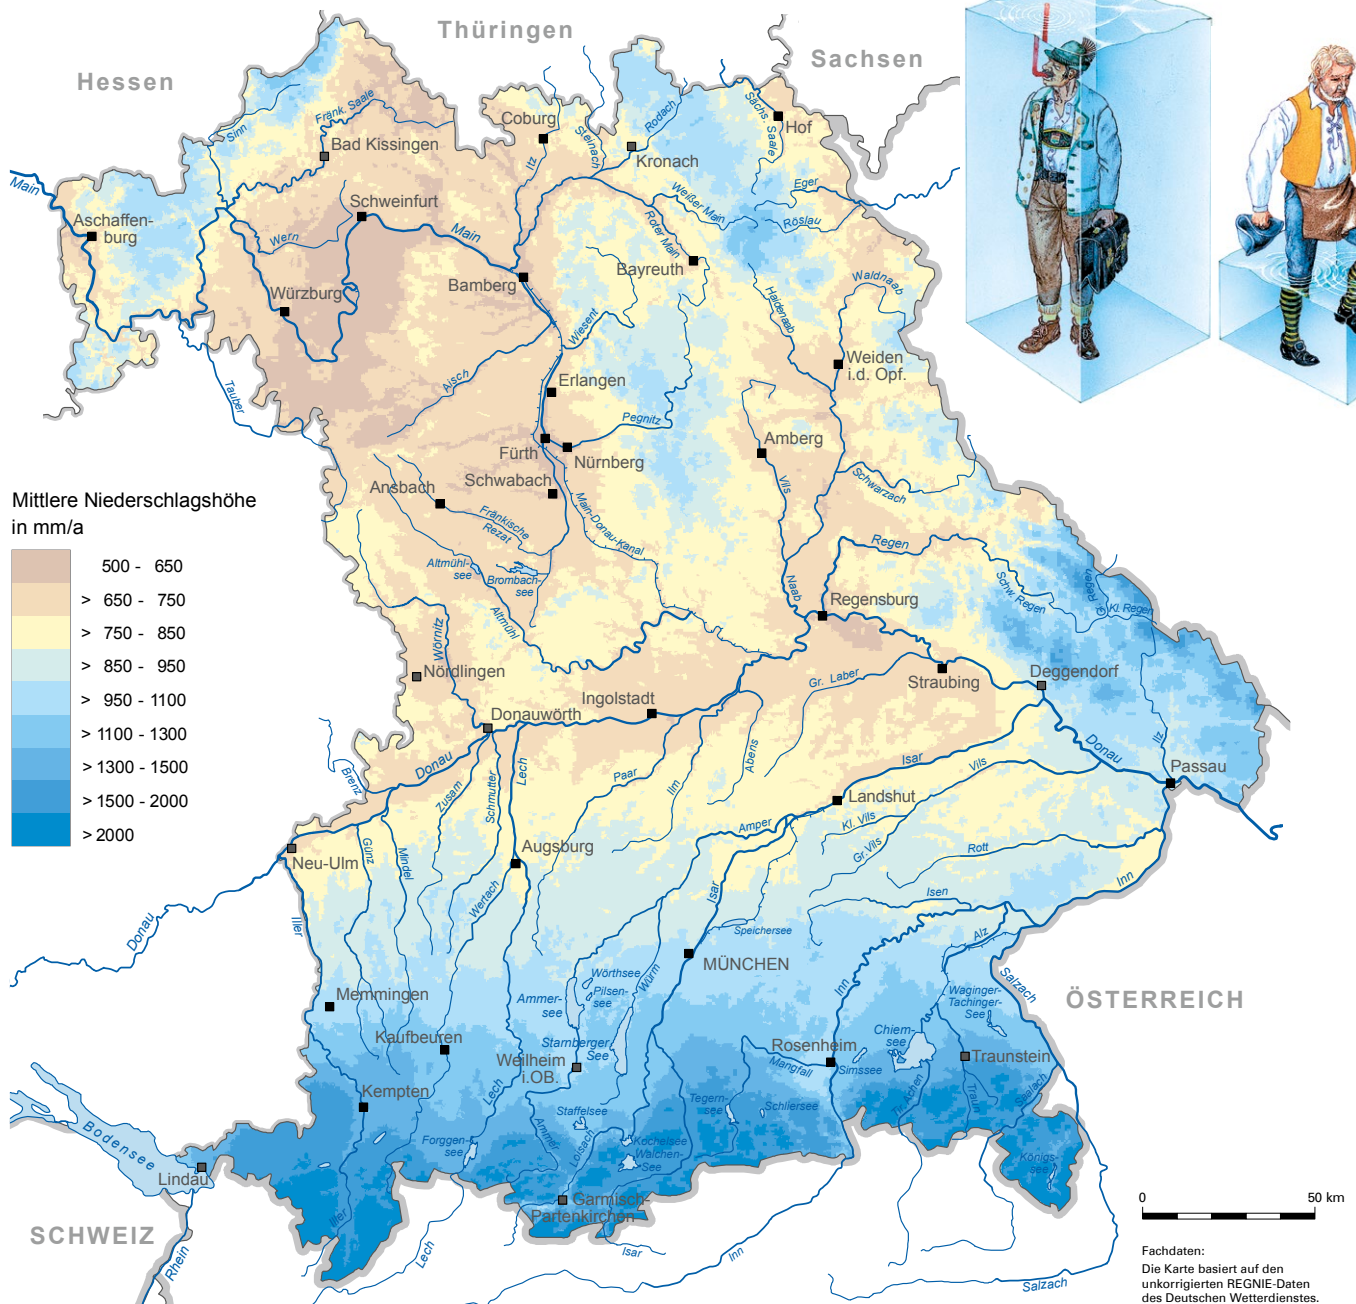 Thüringen
Hessen
Sachsen
Sinn
Fränk. Saale
Bad Kissingen
Coburg
Itz
Steinach
Rodach
Kronach
Sächs. Saale
Hof
Main
Aschaffen-
burg
Schweinfurt
Wern
Main
Würzburg
Bamberg
Weißer Main
Roter Main
Bayreuth
Eger
Röslau
Tauber
Aisch
Wiesent
Erlangen
Pegnitz
Fürth
Nürnberg
Haidenaab
Waldnaab
Weiden
i.d. Opf.
Amberg
Vils
Schwarzach
Ansbach
Schwabach
Fränkische
Rezat
Main-Donau-Kanal
Altmühl-
see
Brombach-
see
Altmühl
Naab
Regen
Regensburg
Schw. Regen
Gr. Regen
Kl. Regen
Mittlere Niederschlagshöhe
in mm/a
500 - 650
> 650 - 750
> 750 - 850
> 850 - 950
> 950 - 1100
> 1100 - 1300
> 1300 - 1500
> 1500 - 2000
> 2000
Wörnitz
Nördlingen
Donauwörth
Ingolstadt
Gr. Laber
Straubing
Deggendorf
Donau
Brenz
Zusam
Schmutter
Lech
Paar
Ilm
Abens
Isar
Vils
Donau
Ilz
Passau
Landshut
Amper
Kl. Vils
Gr. Vils
Rott
Inn
Neu-Ulm
Günz
Mindel
Augsburg
Wertach
Isar
Isen
Donau
Iller
Speichersee
MÜNCHEN
Alz
Salzach
Memmingen
Ammer-
see
Wörthsee
Pilsen-
see
Würm
Inn
Waginger-
Tachinger-
See
ÖSTERREICH
Kaufbeuren
Starnberger
See
Weilheim
i.OB.
Rosenheim
Mangfall
Simssee
Chiem-
see
Traunstein
Kempten
Lech
Staffelsee
Tegern-
see
Schliersee
Tir. Achen
Traun
Saalach
Bodensee
Lindau
Forggen-
see
Ammer
Loisach
Kochelsee
Walchen-
See
Königs-
see
Garmisch-
Partenkirchen
SCHWEIZ
Rhein
Iller
Lech
Isar
Inn
Salzach
0 50 km
Fachdaten:
Die Karte basiert auf den
unkorrigierten REGNIE-Daten
des Deutschen Wetterdienstes.